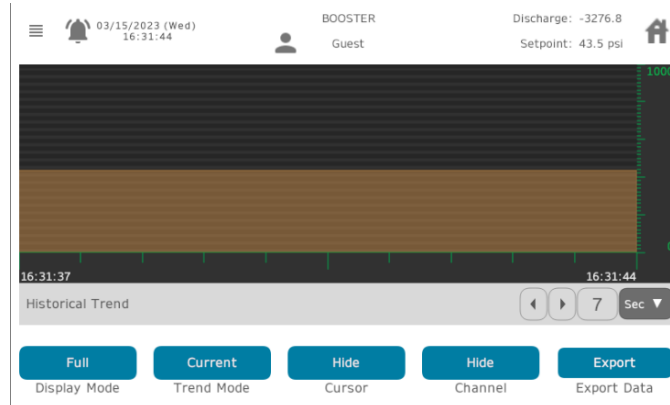 03/15/2023 (Wed)
16:31:44
BOOSTER
Guest
Discharge: -3276.8
Setpoint: 43.5 psi
1000
0
16:31:37
16:31:44
Historical Trend
7
Sec ▼
Full
Current
Hide
Hide
Export
Display Mode
Trend Mode
Cursor
Channel
Export Data